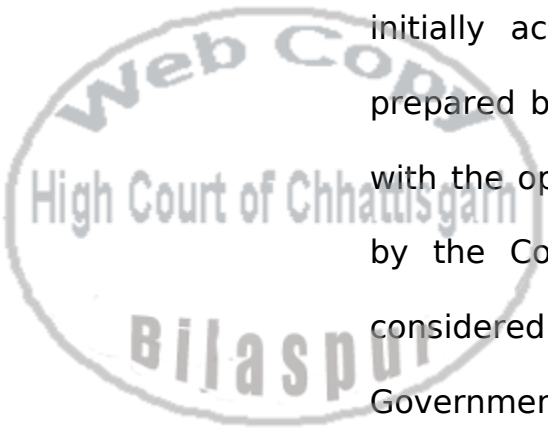 Web Copy
High Court of Chhattisgarh
Bilaspur
initially ac
prepared b
with the op
by the Co
considered
Governmen